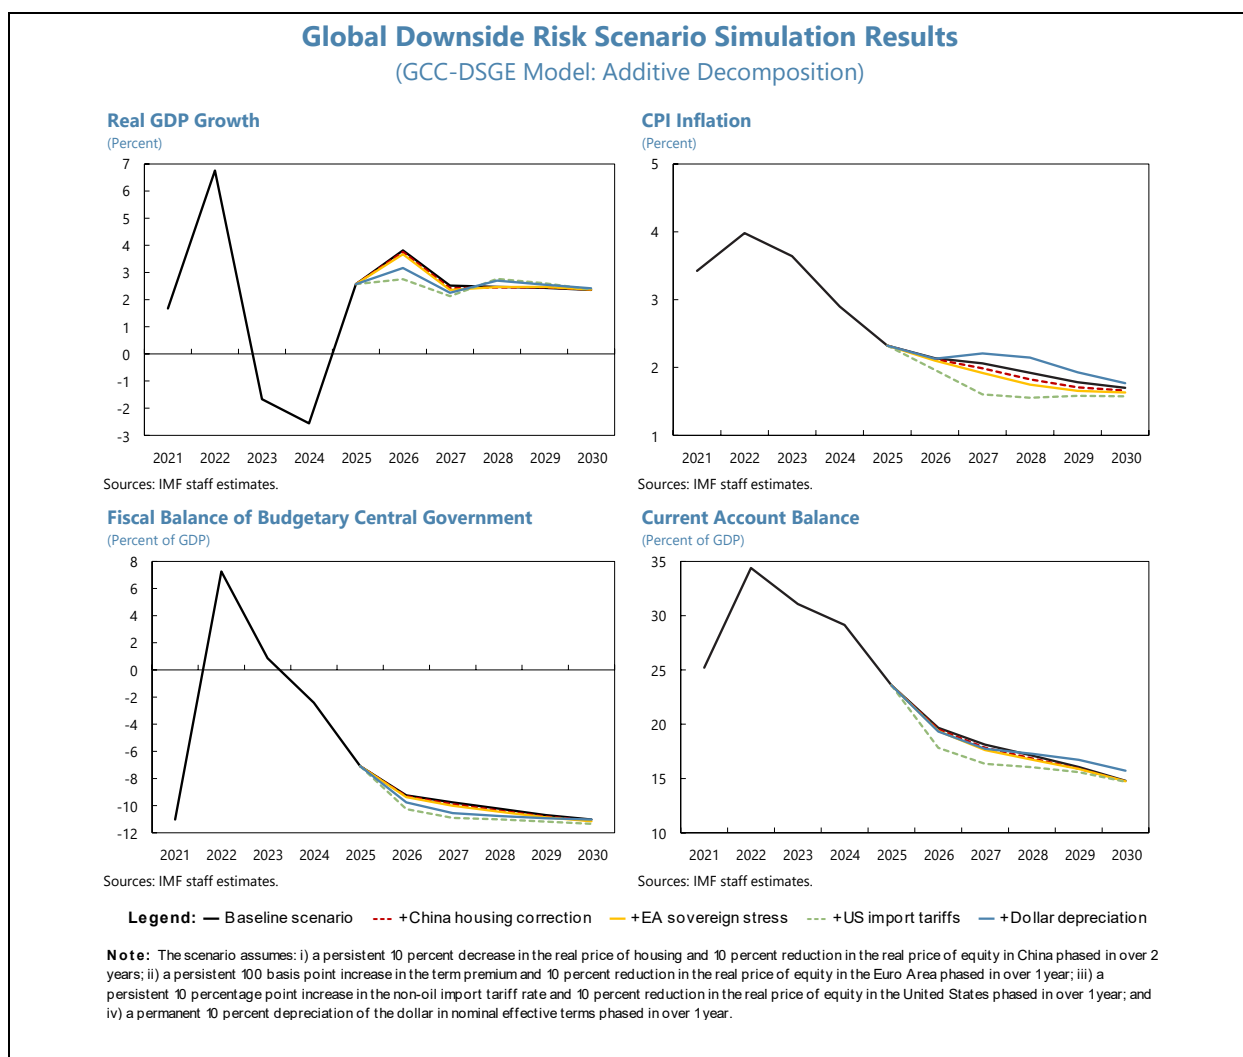 Global Downside Risk Scenario Simulation Results
(GCC-DSGE Model: Additive Decomposition)
Real GDP Growth
(Percent)
7
6
5
4
3
2
1
0
-1
-2
-3
2021 2022 2023 2024 2025 2026 2027 2028 2029 2030
Sources: IMF staff estimates.
CPI Inflation
(Percent)
5
4
3
2
1
2021 2022 2023 2024 2025 2026 2027 2028 2029 2030
Sources: IMF staff estimates.
Fiscal Balance of Budgetary Central Government
(Percent of GDP)
8
6
4
2
0
-2
-4
-6
-8
-10
-12
2021 2022 2023 2024 2025 2026 2027 2028 2029 2030
Sources: IMF staff estimates.
Current Account Balance
(Percent of GDP)
35
30
25
20
15
10
2021 2022 2023 2024 2025 2026 2027 2028 2029 2030
Sources: IMF staff estimates.
Legend: Baseline scenario +China housing correction +EA sovereign stress +US import tariffs +Dollar depreciation
Note: The scenario assumes: i) a persistent 10 percent decrease in the real price of housing and 10 percent reduction in the real price of equity in China phased in over 2
years; ii) a persistent 100 basis point increase in the term premium and 10 percent reduction in the real price of equity in the Euro Area phased in over 1 year; iii) a
persistent 10 percentage point increase in the non-oil import tariff rate and 10 percent reduction in the real price of equity in the United States phased in over 1 year; and
iv) a permanent 10 percent depreciation of the dollar in nominal effective terms phased in over 1 year.